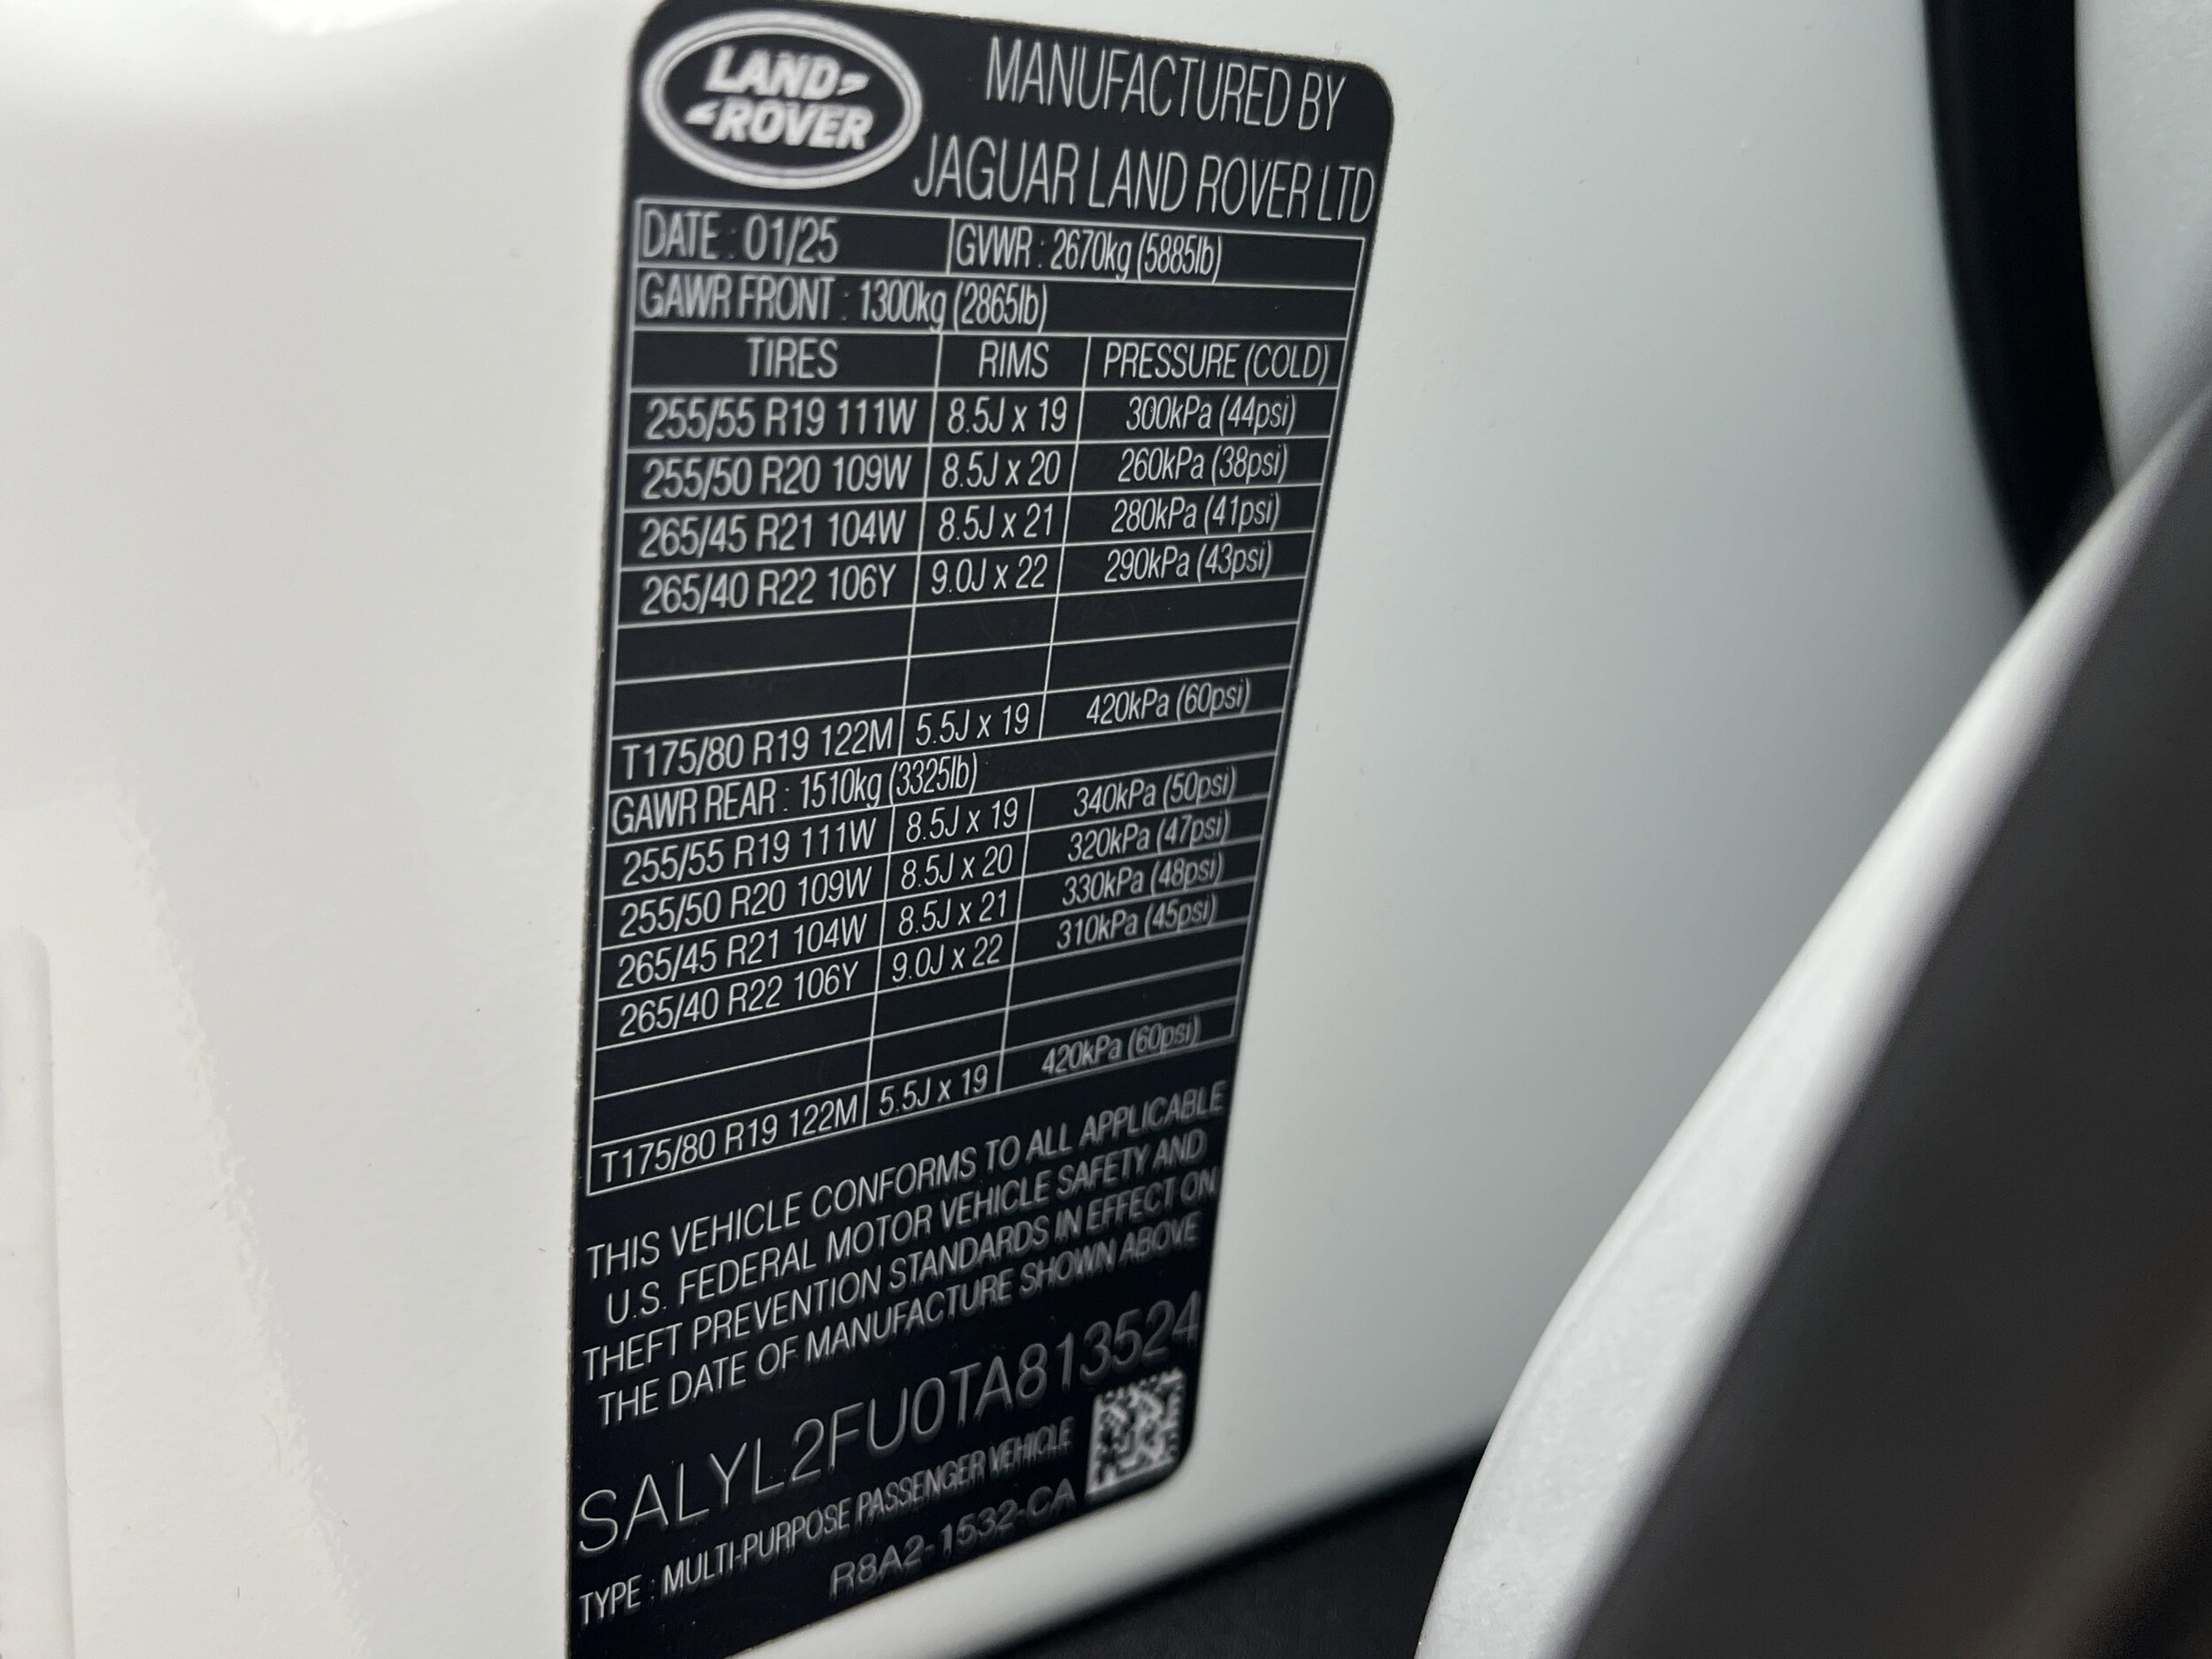 LAND
ROVER
MANUFACTURED BY
JAGUAR LAND ROVER LTD
DATE : 01/25 GVWR : 2670kg (5885lb)
GAWR FRONT : 1300kg (2865lb)
TIRES RIMS PRESSURE (COLD)
255/55 R19 111W 8.5J x 19 300kPa (44psi)
255/50 R20 109W 8.5J x 20 260kPa (38psi)
265/45 R21 104W 8.5J x 21 280kPa (41psi)
265/40 R22 106Y 9.0J x 22 290kPa (43psi)
T175/80 R19 122M 5.5J x 19 420kPa (60psi)
GAWR REAR : 1510kg (3325lb)
255/55 R19 111W 8.5J x 19 340kPa (50psi)
255/50 R20 109W 8.5J x 20 320kPa (47psi)
265/45 R21 104W 8.5J x 21 330kPa (48psi)
265/40 R22 106Y 9.0J x 22 310kPa (45psi)
T175/80 R19 122M 5.5J x 19 420kPa (60psi)
THIS VEHICLE CONFORMS TO ALL APPLICABLE
U.S. FEDERAL MOTOR VEHICLE SAFETY AND
THEFT PREVENTION STANDARDS IN EFFECT ON
THE DATE OF MANUFACTURE SHOWN ABOVE
SALYL2FU0TA813524
TYPE : MULTI-PURPOSE PASSENGER VEHICLE
R8A2-1532-CA